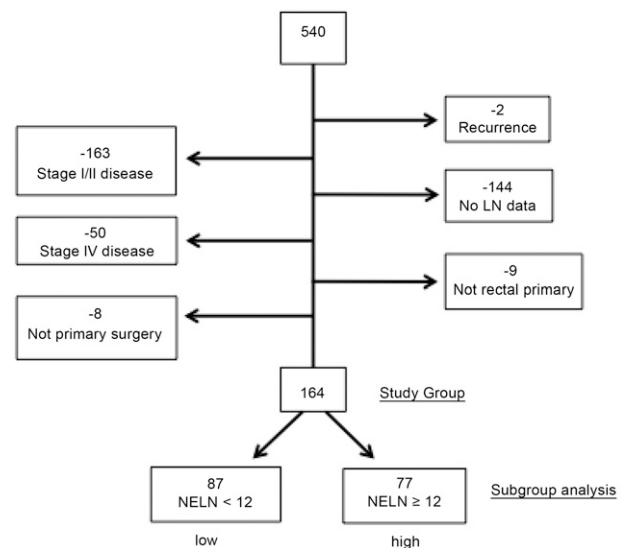 540
-2
Recurrence
-163
Stage I/II disease
-144
No LN data
-50
Stage IV disease
-9
Not rectal primary
-8
Not primary surgery
164
Study Group
87
NELN < 12
77
NELN ≥ 12
Subgroup analysis
low
high